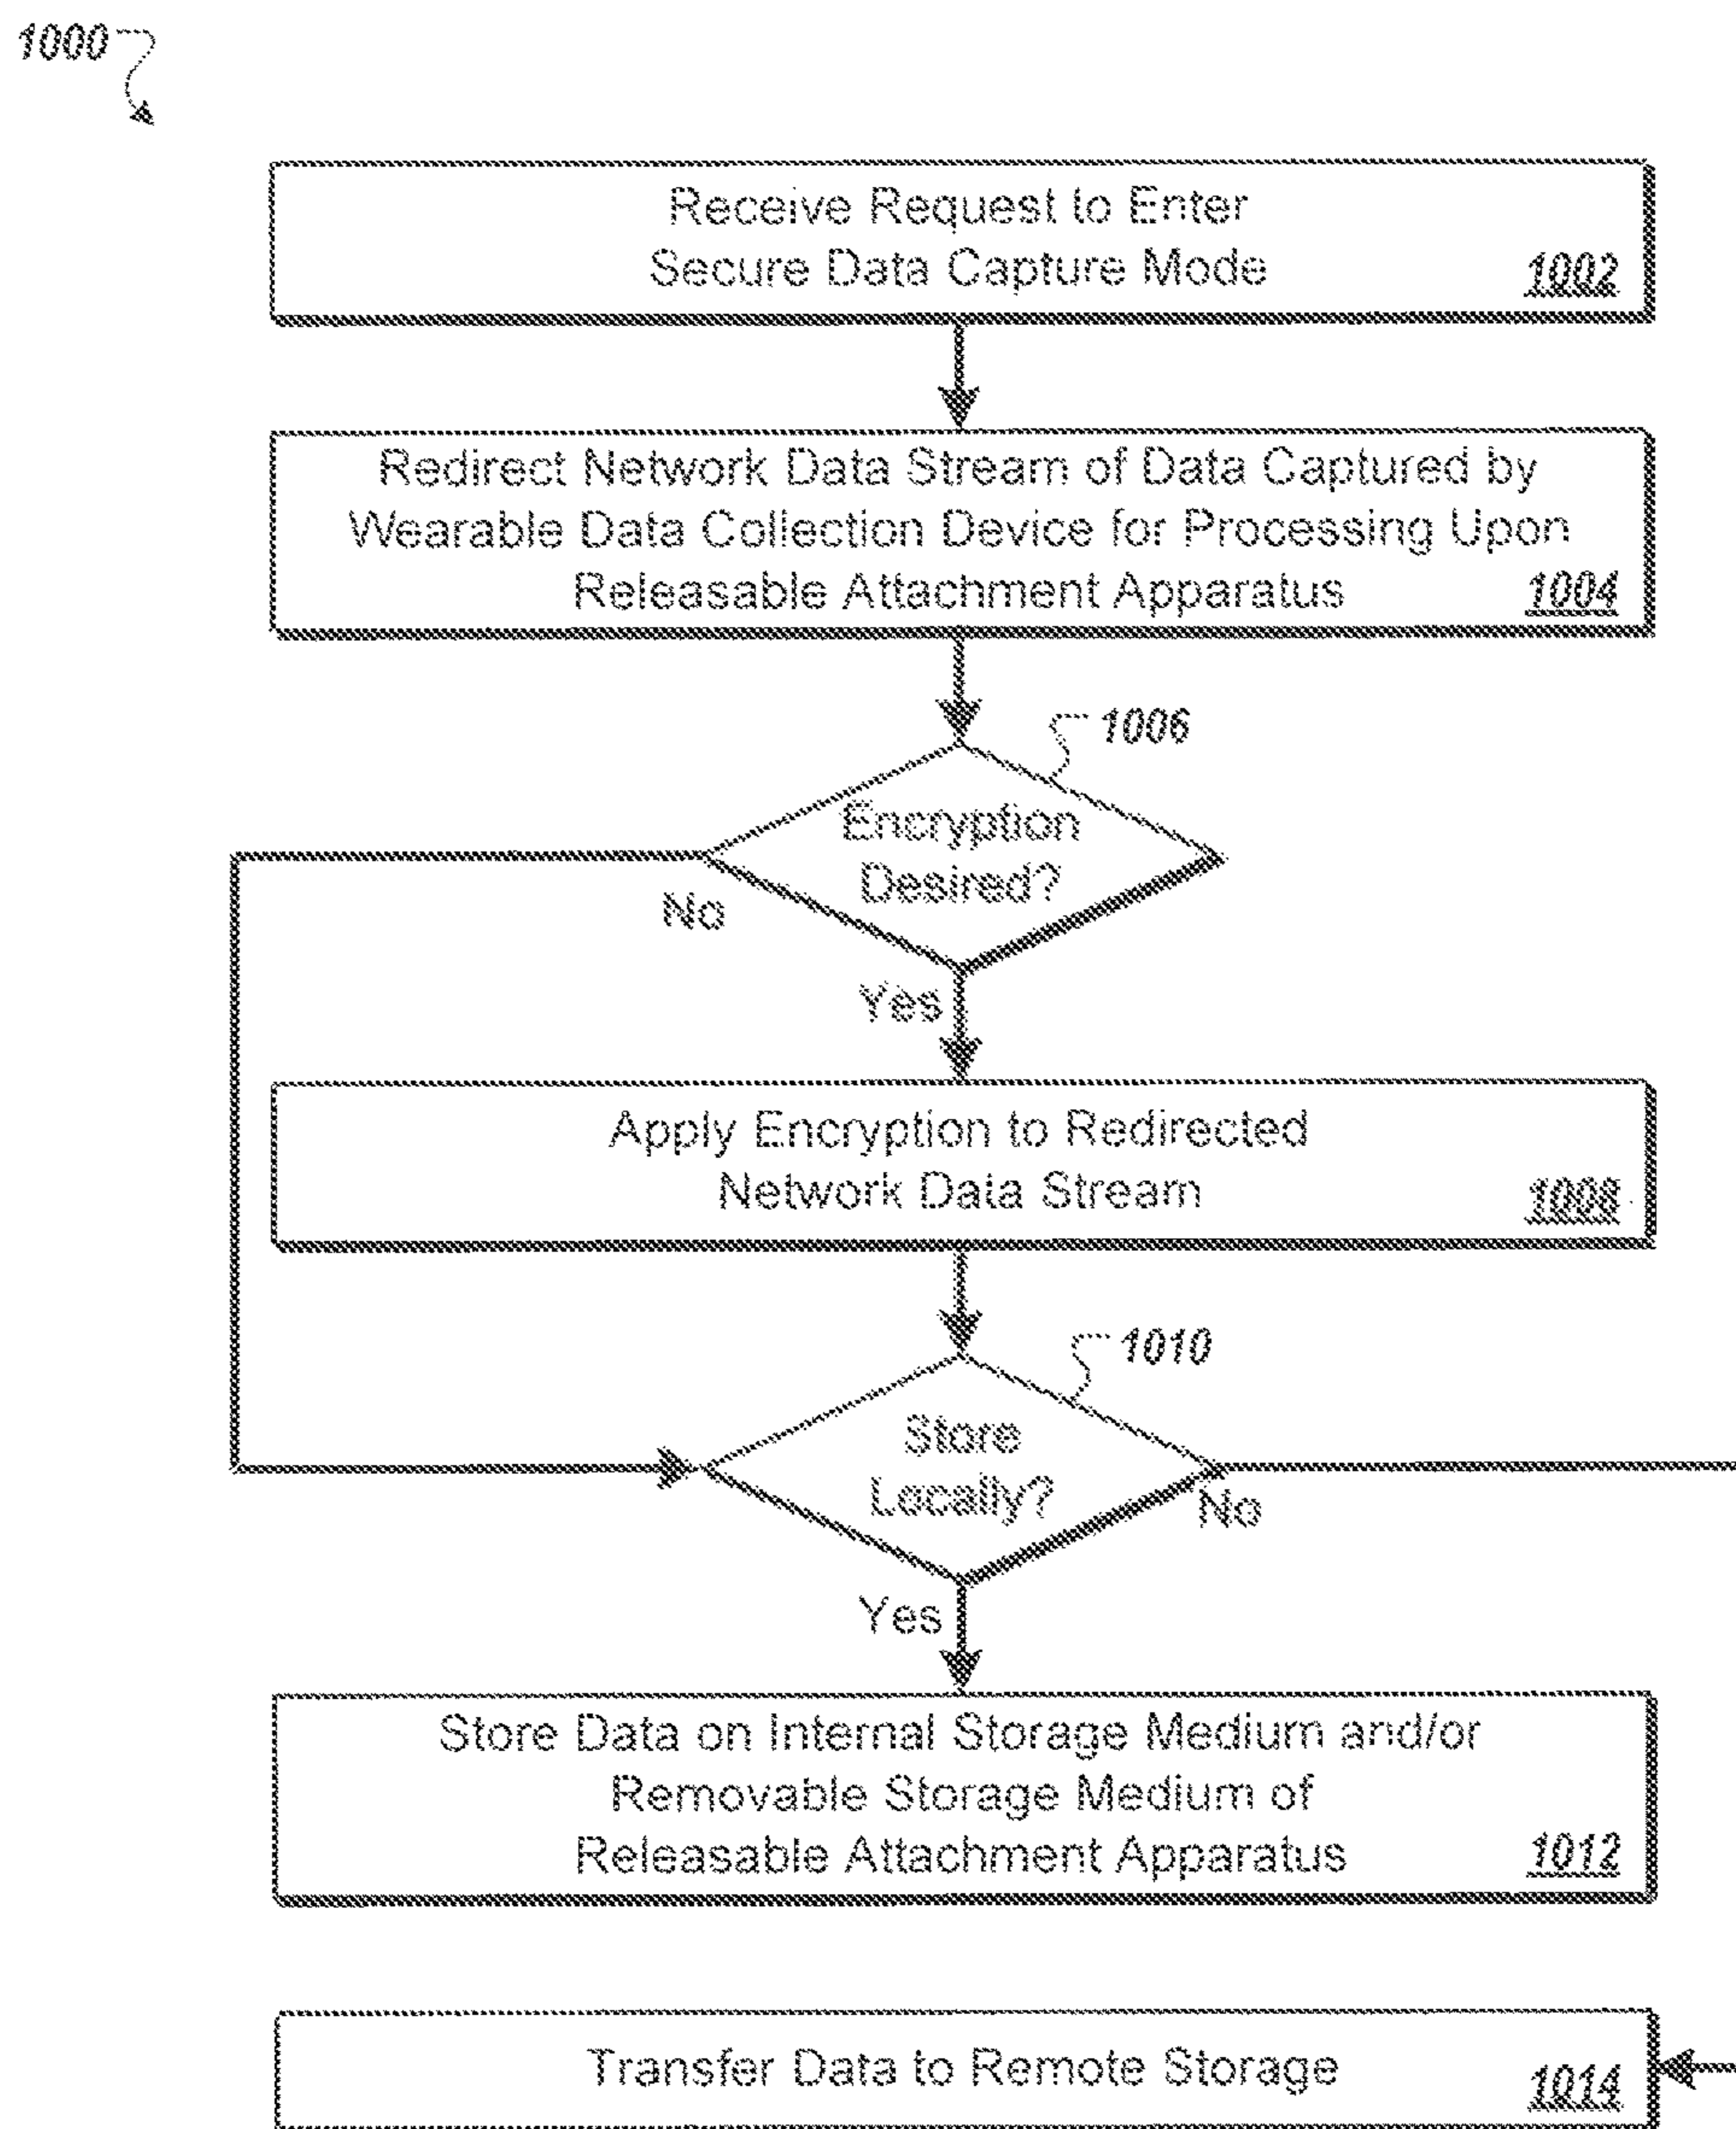 1000
Receive Request to Enter
Secure Data Capture Mode
1002
Redirect Network Data Stream of Data Captured by
Wearable Data Collection Device for Processing Upon
Releasable Attachment Apparatus
1004
1006
Encryption
Desired?
No
Yes
Apply Encryption to Redirected
Network Data Stream
1008
1010
Store
Locally?
No
Yes
Store Data on Internal Storage Medium and/or
Removable Storage Medium of
Releasable Attachment Apparatus
1012
Transfer Data to Remote Storage
1014